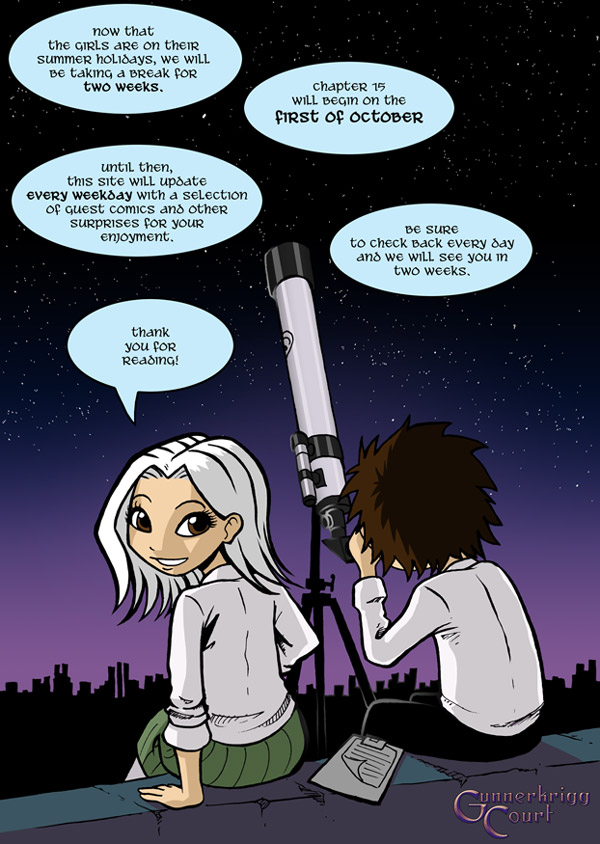 now that
the girls are on their
summer holidays, we will
be taking a break for
two weeks.
chapter 15
will begin on the
first of october
until then,
this site will update
every weekday with a selection
of guest comics and other
surprises for your
enjoyment.
be sure
to check back every day
and we will see you in
two weeks.
thank
you for
reading!
Gunnerkrigg
Court